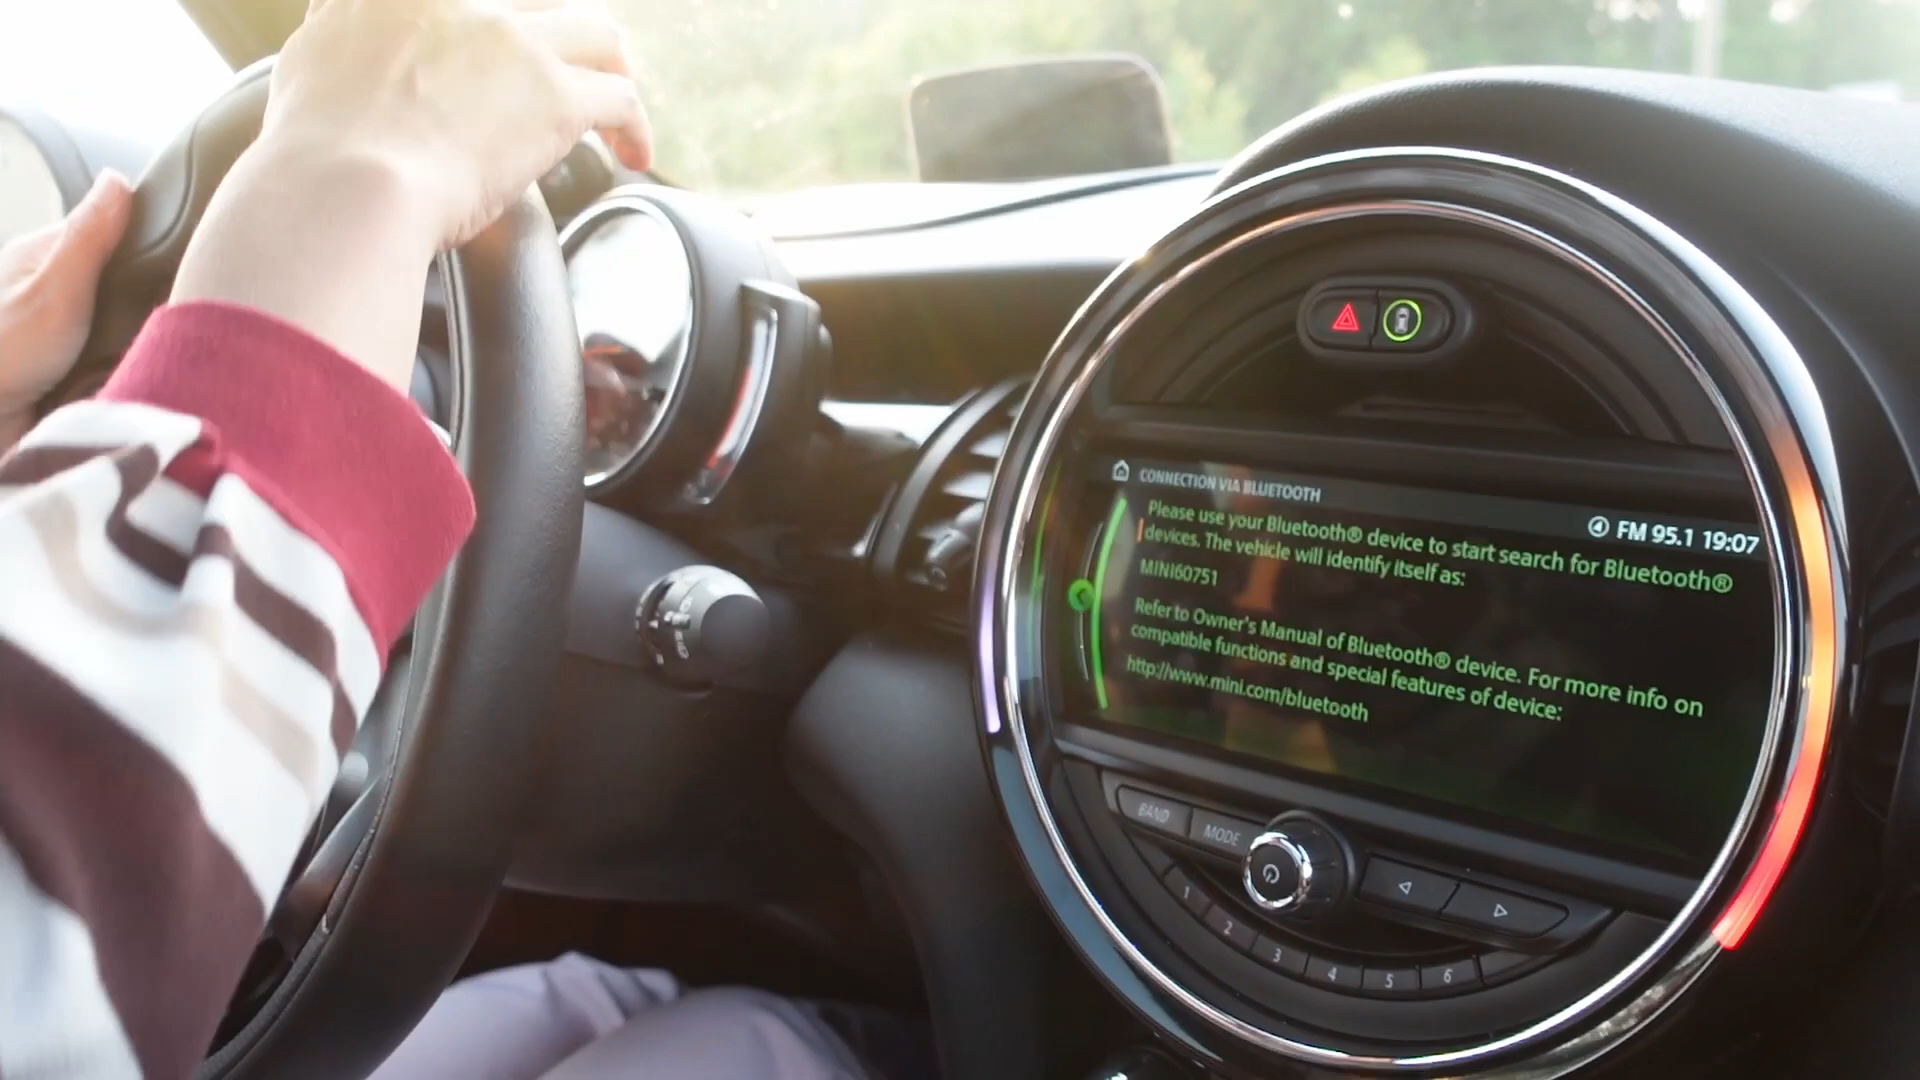 CONNECTION VIA BLUETOOTH
④ FM 95.1 19:07
Please use your Bluetooth® device to start search for Bluetooth®
devices. The vehicle will identify itself as:
MINI60751
Refer to Owner's Manual of Bluetooth® device. For more info on
compatible functions and special features of device:
http://www.mini.com/bluetooth
BAND
MODE
1
2
3
4
5
6